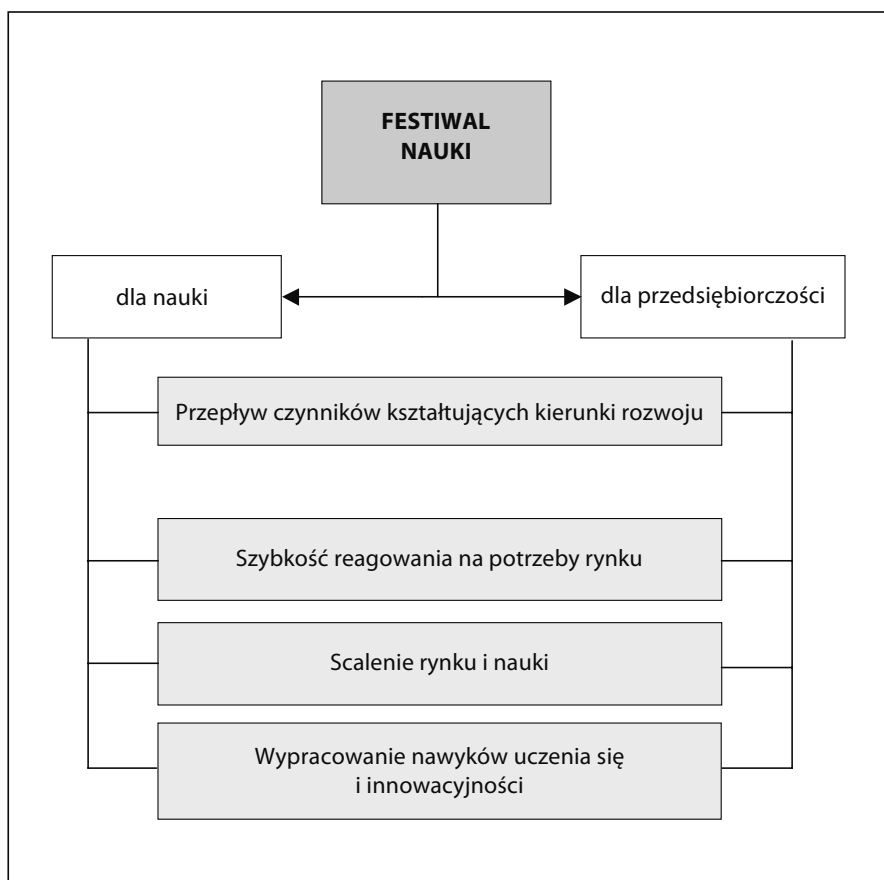 FESTIWAL
NAUKI
dla nauki
dla przedsiębiorczości
Przepływ czynników kształtujących kierunki rozwoju
Szybkość reagowania na potrzeby rynku
Scalenie rynku i nauki
Wypracowanie nawyków uczenia się
i innowacyjności